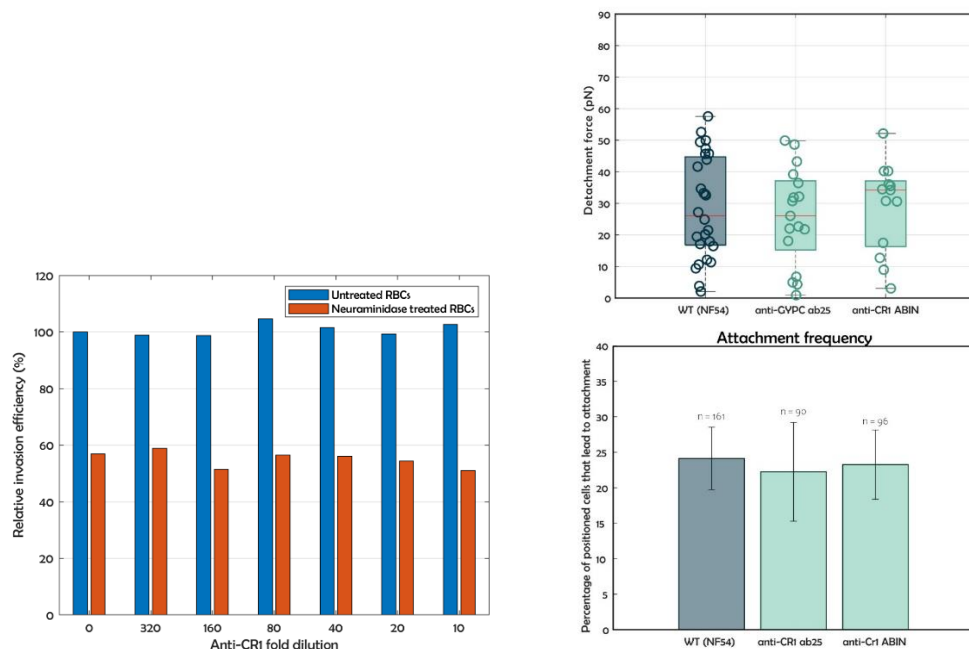 120
100
80
60
40
20
0
Relative invasion efficiency (%)
Untreated RBCs
Neuraminidase treated RBCs
0 320 160 80 40 20 10
Anti-CR1 fold dilution
90
80
70
60
50
40
30
20
10
0
Detachment force (pN)
WT (NF54) anti-GYPC ab25 anti-CR1 ABIN
Attachment frequency
40
35
30
25
20
15
10
5
0
Percentage of positioned cells that lead to attachment
n = 161
n = 90
n = 96
WT (NF54) anti-CR1 ab25 anti-Cr1 ABIN